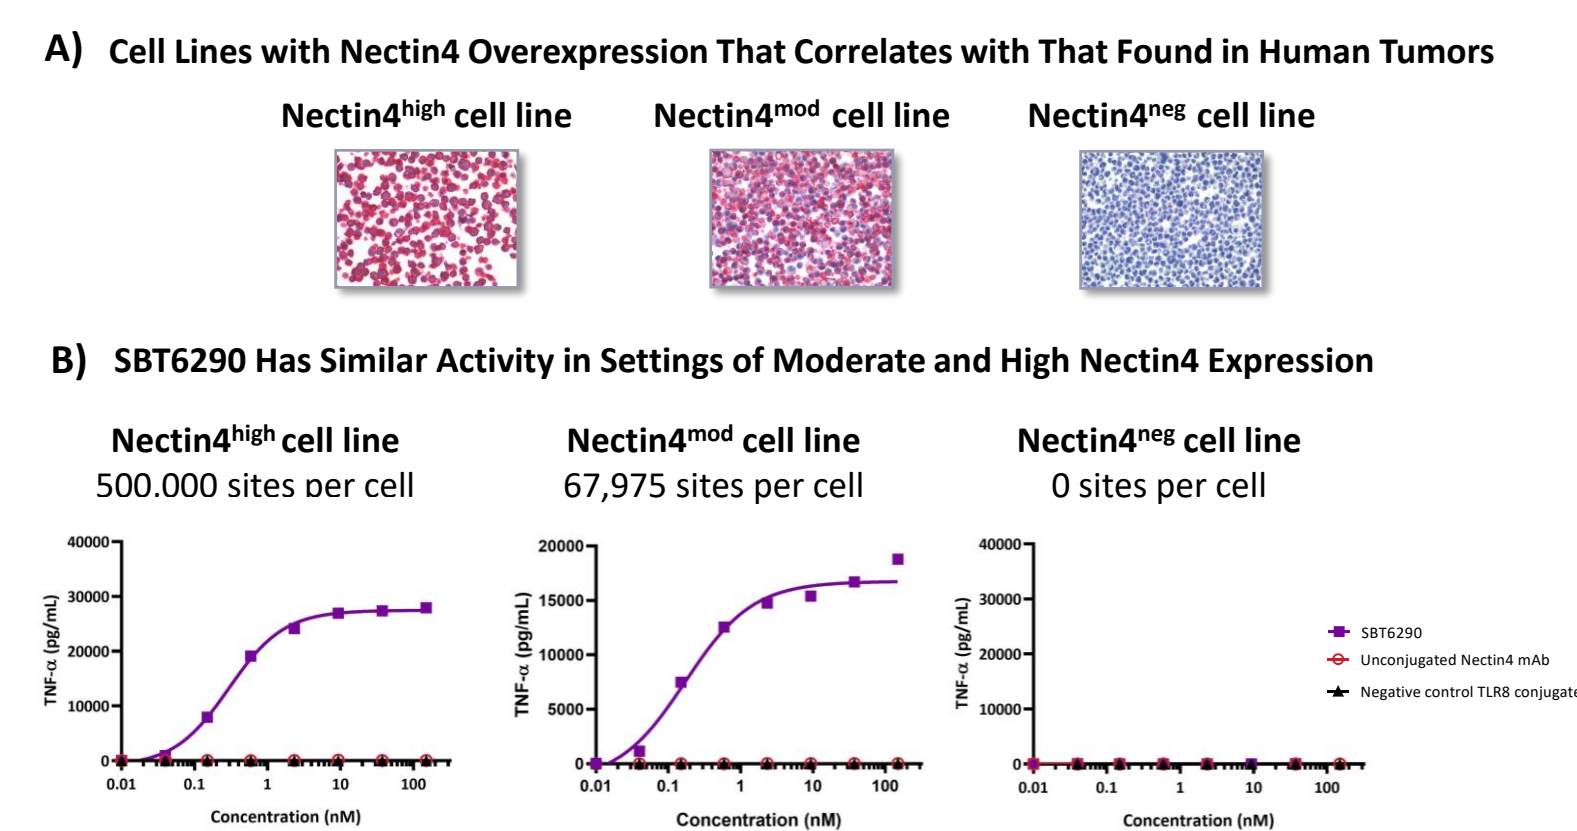 A) Cell Lines with Nectin4 Overexpression That Correlates with That Found in Human Tumors
Nectin4high cell line
Nectin4mod cell line
Nectin4neg cell line
B) SBT6290 Has Similar Activity in Settings of Moderate and High Nectin4 Expression
Nectin4high cell line
500,000 sites per cell
Nectin4mod cell line
67,975 sites per cell
Nectin4neg cell line
0 sites per cell
TNF-α (pg/mL)
40000
30000
20000
10000
0
0.01 0.1 1 10 100
Concentration (nM)
TNF-α (pg/mL)
20000
15000
10000
5000
0
0.01 0.1 1 10 100
Concentration (nM)
TNF-α (pg/mL)
40000
30000
20000
10000
0
0.01 0.1 1 10 100
Concentration (nM)
SBT6290
Unconjugated Nectin4 mAb
Negative control TLR8 conjugate